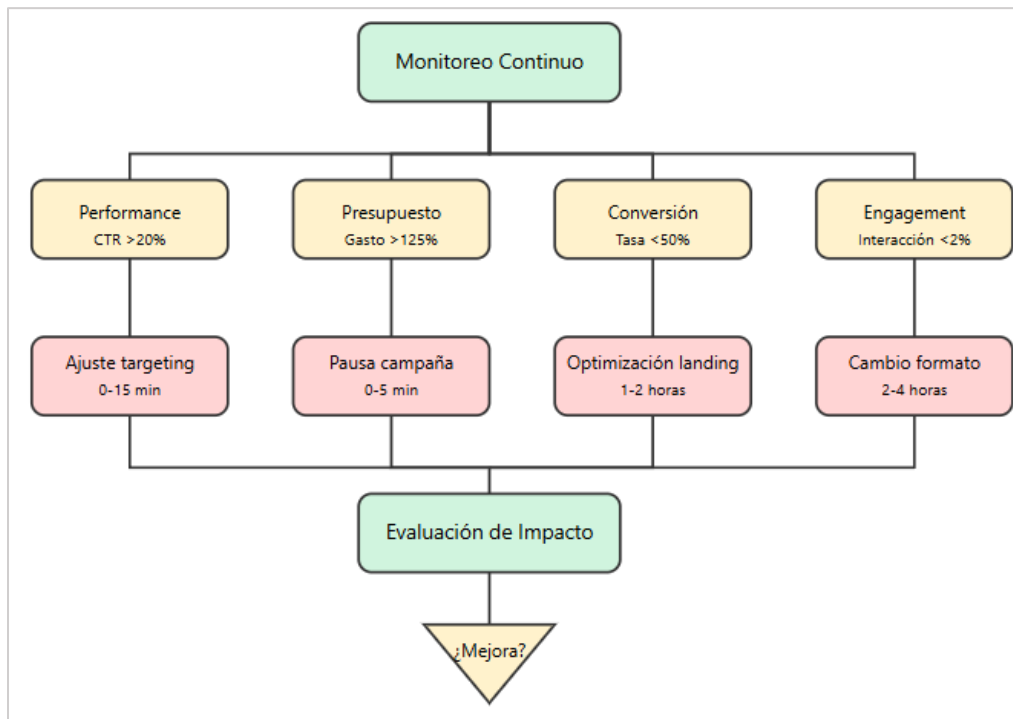 Monitoreo Continuo
Performance
CTR >20%
Presupuesto
Gasto >125%
Conversión
Tasa <50%
Engagement
Interacción <2%
Ajuste targeting
0-15 min
Pausa campaña
0-5 min
Optimización landing
1-2 horas
Cambio formato
2-4 horas
Evaluación de Impacto
¿Mejora?